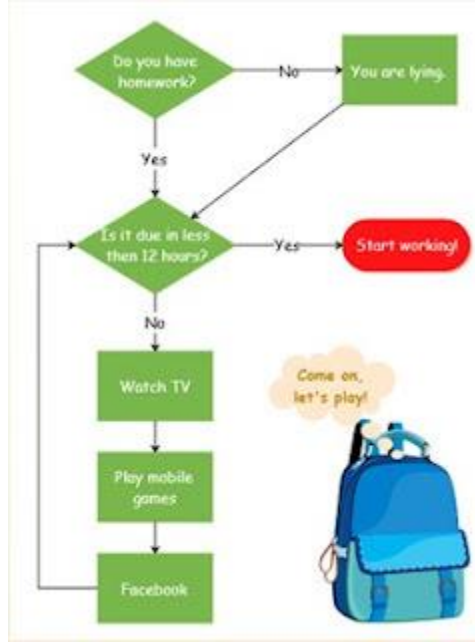 Do you have
homework?
No
You are lying.
Yes
Is it due in less
then 12 hours?
Yes
Start working!
No
Watch TV
Come on,
let's play!
Play mobile
games
Facebook